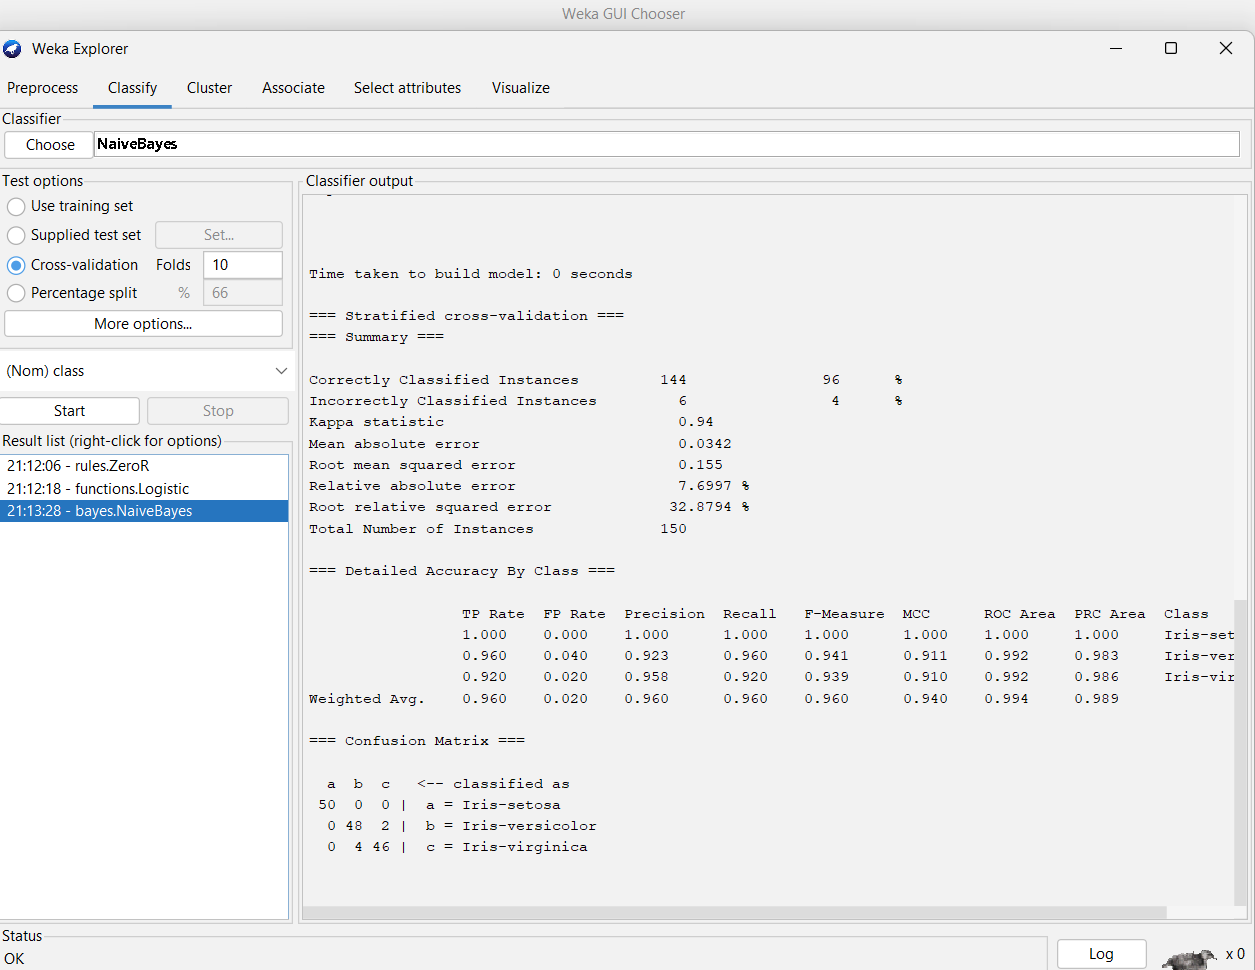 Weka GUI Chooser
Weka Explorer
Preprocess Classify Cluster Associate Select attributes Visualize
Classifier
Choose NaiveBayes
Test options
Use training set
Supplied test set Set...
Cross-validation Folds 10
Percentage split % 66
More options...
(Nom) class
Start Stop
Result list (right-click for options)
21:12:06 - rules.ZeroR
21:12:18 - functions.Logistic
21:13:28 - bayes.NaiveBayes
Classifier output
Time taken to build model: 0 seconds
=== Stratified cross-validation ===
=== Summary ===
Correctly Classified Instances 144 96 %
Incorrectly Classified Instances 6 4 %
Kappa statistic 0.94
Mean absolute error 0.0342
Root mean squared error 0.155
Relative absolute error 7.6997 %
Root relative squared error 32.8794 %
Total Number of Instances 150
=== Detailed Accuracy By Class ===
TP Rate FP Rate Precision Recall F-Measure MCC ROC Area PRC Area Class
1.000 0.000 1.000 1.000 1.000 1.000 1.000 1.000 Iris-set
0.960 0.040 0.923 0.960 0.941 0.911 0.992 0.983 Iris-ver
0.920 0.020 0.958 0.920 0.939 0.910 0.992 0.986 Iris-vir
Weighted Avg. 0.960 0.020 0.960 0.960 0.960 0.940 0.994 0.989
=== Confusion Matrix ===
a b c <-- classified as
50 0 0 | a = Iris-setosa
0 48 2 | b = Iris-versicolor
0 4 46 | c = Iris-virginica
Status
OK
Log x 0